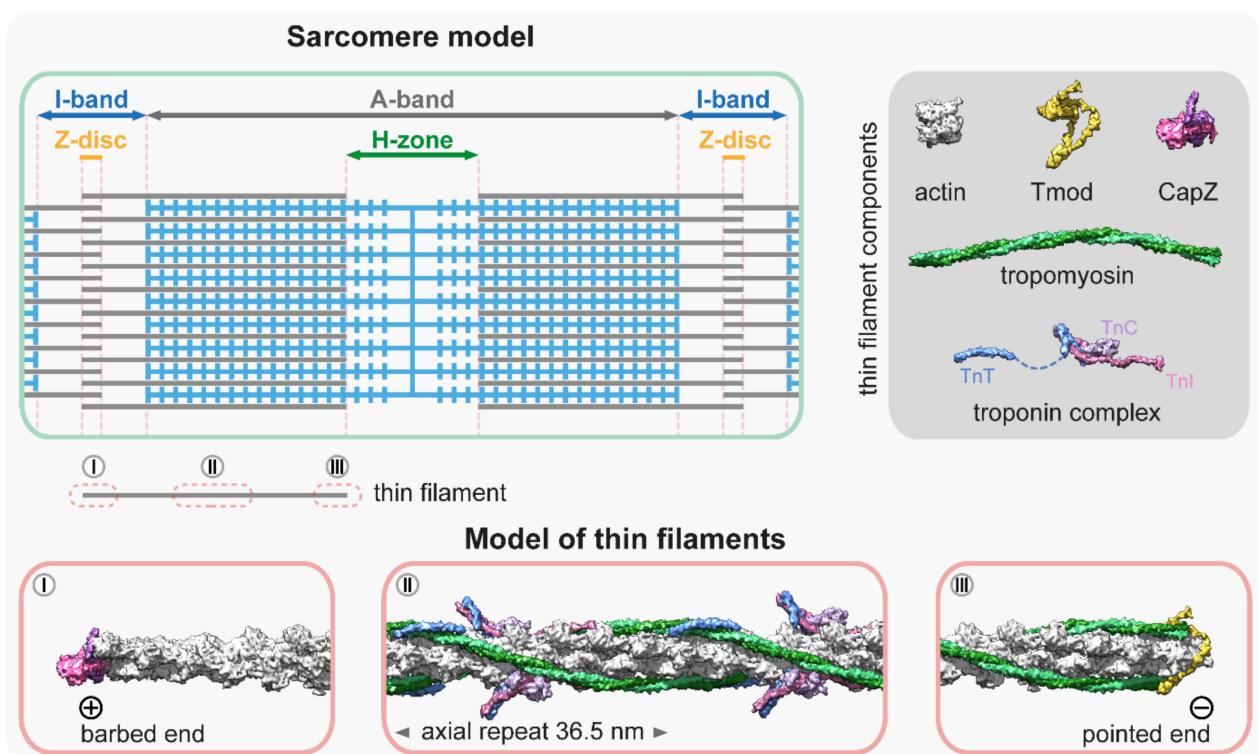 Sarcomere model
I-band
A-band
I-band
Z-disc
H-zone
Z-disc
thin filament components
actin
Tmod
CapZ
tropomyosin
TnC
TnT
TnI
troponin complex
I
II
III
thin filament
Model of thin filaments
I
+
barbed end
II
axial repeat 36.5 nm
III
−
pointed end